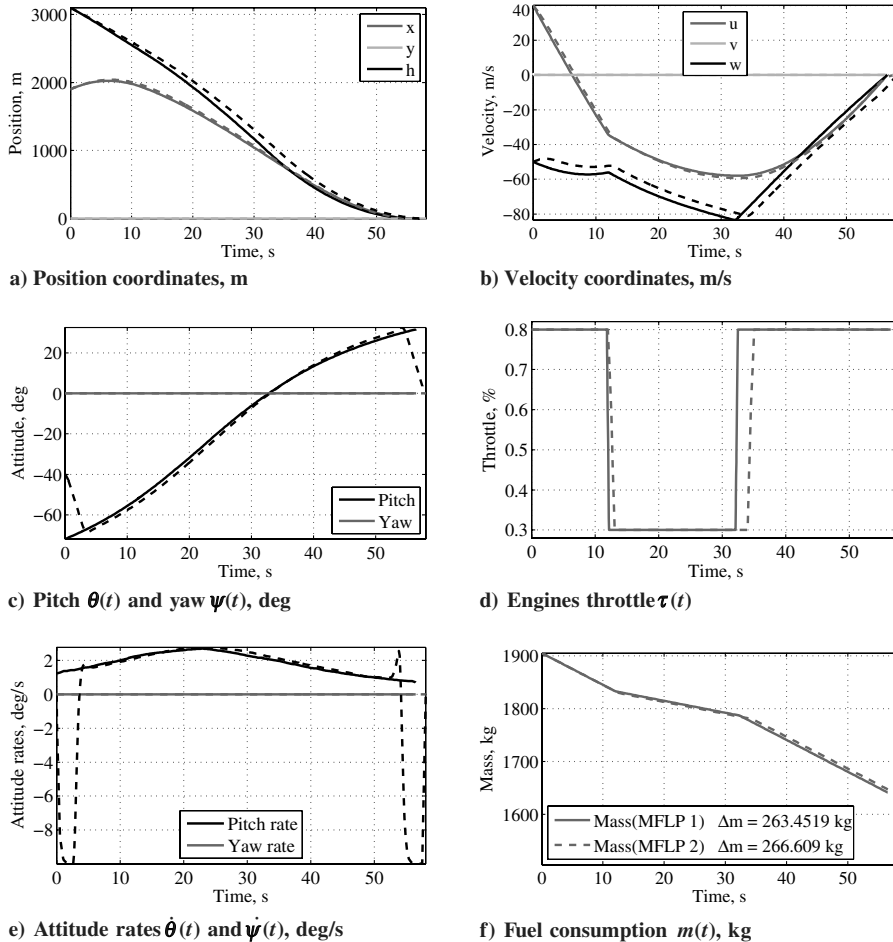 3000
2000
1000
0
0
10
20
30
40
50
Position, m
Time, s
x
y
h
a) Position coordinates, m
40
20
0
−20
−40
−60
−80
0
10
20
30
40
50
Velocity, m/s
Time, s
u
v
w
b) Velocity coordinates, m/s
20
0
−20
−40
−60
0
10
20
30
40
50
Attitude, deg
Time, s
Pitch
Yaw
c) Pitch θ(t) and yaw ψ(t), deg
0.8
0.7
0.6
0.5
0.4
0.3
0
10
20
30
40
50
Throttle, %
Time, s
d) Engines throttle τ(t)
2
0
−2
−4
−6
−8
0
10
20
30
40
50
Attitude rates, deg/s
Time, s
Pitch rate
Yaw rate
e) Attitude rates θ̇(t) and ψ̇(t), deg/s
1900
1800
1700
1600
0
10
20
30
40
50
Mass, kg
Time, s
Mass(MFLP 1) Δm = 263.4519 kg
Mass(MFLP 2) Δm = 266.609 kg
f) Fuel consumption m(t), kg